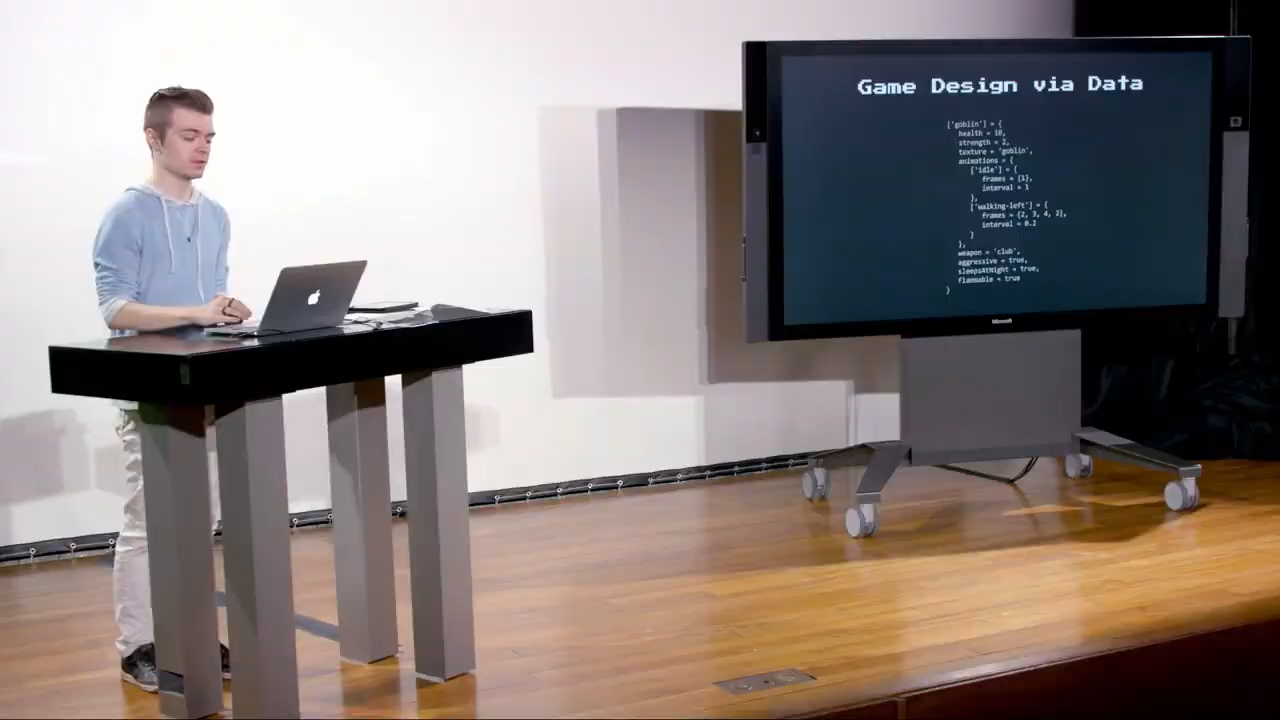 Game Design via Data
['goblin'] = {
health = 10,
strength = 2,
texture = 'goblin',
animations = {
['idle'] = {
frames = {1},
interval = 1
},
['walking-left'] = {
frames = {2, 3, 4, 2},
interval = 0.2
}
},
weapon = 'club',
aggressive = true,
sleepsAtNight = true,
flammable = true
}
Microsoft